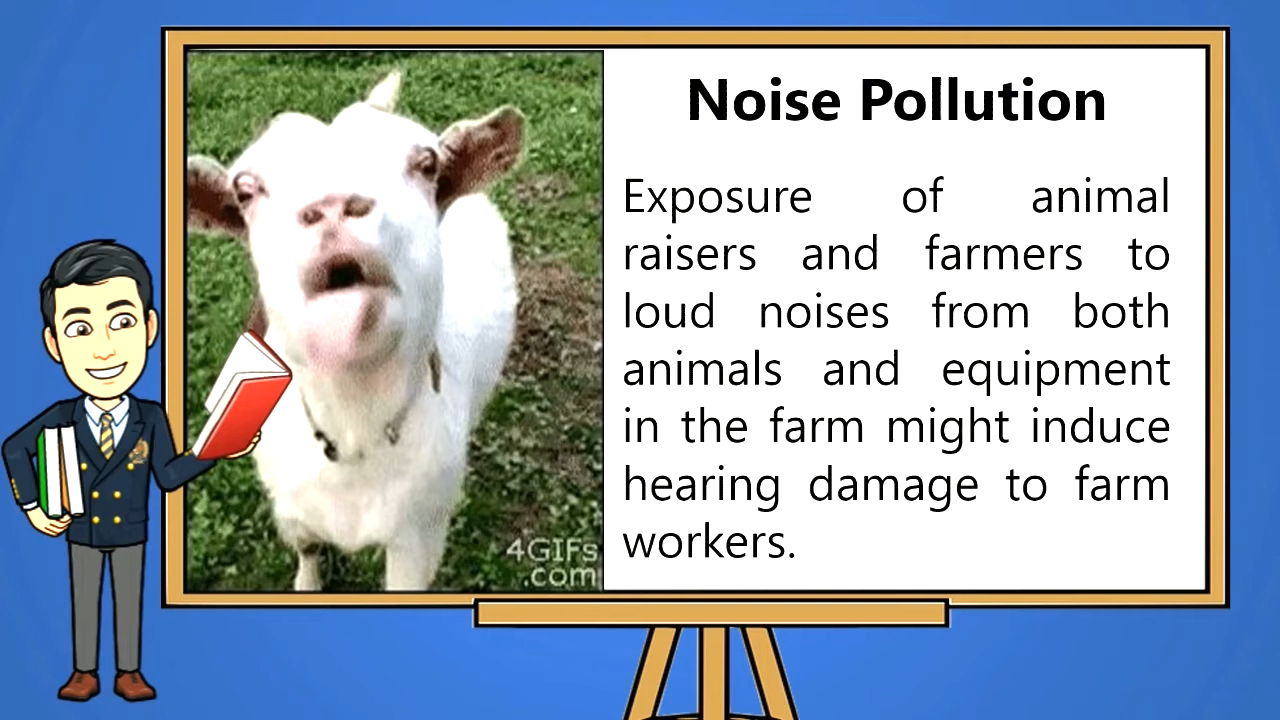 Noise Pollution
Exposure of animal
raisers and farmers to
loud noises from both
animals and equipment
in the farm might induce
hearing damage to farm
workers.
4GIFs
.com